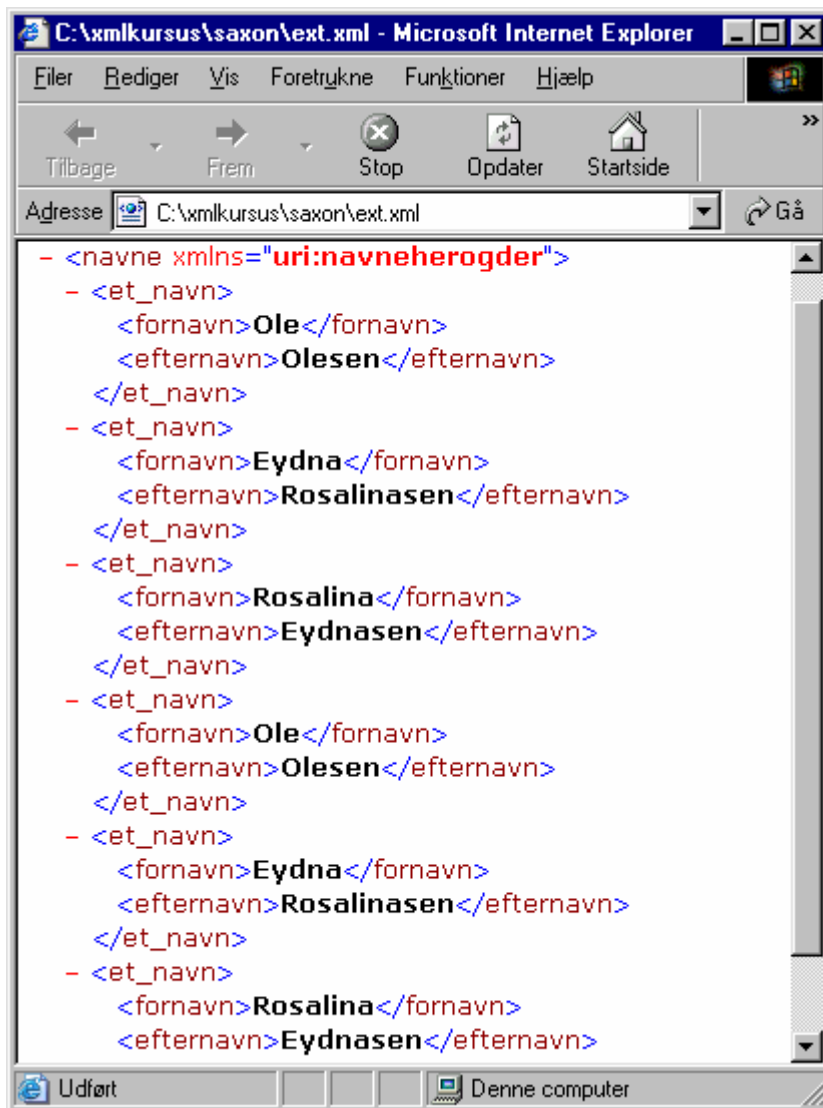 C:\xmlkursus\saxon\ext.xml - Microsoft Internet Explorer
Filer Rediger Vis Foretrukne Funktioner Hjælp
Tilbage Frem Stop Opdater Startside »
Adresse C:\xmlkursus\saxon\ext.xml Gå
- <navne xmlns="uri:navneherogder">
- <et_navn>
<fornavn>Ole</fornavn>
<efternavn>Olesen</efternavn>
</et_navn>
- <et_navn>
<fornavn>Eydna</fornavn>
<efternavn>Rosalinasen</efternavn>
</et_navn>
- <et_navn>
<fornavn>Rosalina</fornavn>
<efternavn>Eydnasen</efternavn>
</et_navn>
- <et_navn>
<fornavn>Ole</fornavn>
<efternavn>Olesen</efternavn>
</et_navn>
- <et_navn>
<fornavn>Eydna</fornavn>
<efternavn>Rosalinasen</efternavn>
</et_navn>
- <et_navn>
<fornavn>Rosalina</fornavn>
<efternavn>Eydnasen</efternavn>
Udført Denne computer